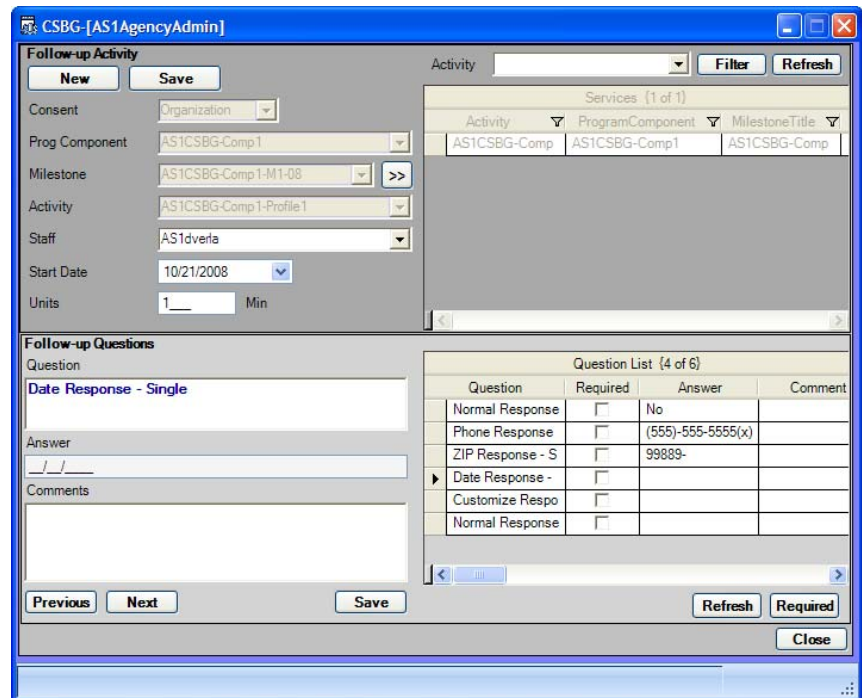 CSBG-[AS1AgencyAdmin]
Follow-up Activity
New Save
Consent Organization
Prog Component AS1CSBG-Comp1
Milestone AS1CSBG-Comp1-M1-08 >>
Activity AS1CSBG-Comp1-Profile1
Staff AS1dverla
Start Date 10/21/2008
Units 1___ Min
Activity Filter Refresh
Services {1 of 1}
Activity ProgramComponent MilestoneTitle
AS1CSBG-Comp AS1CSBG-Comp1 AS1CSBG-Comp
Follow-up Questions
Question
Date Response - Single
Answer
__/__/____
Comments
Previous Next Save
Question List {4 of 6}
Question Required Answer Comment
Normal Response No
Phone Response (555)-555-5555(x)
ZIP Response - S 99889-
Date Response -
Customize Respo
Normal Response
Refresh Required
Close